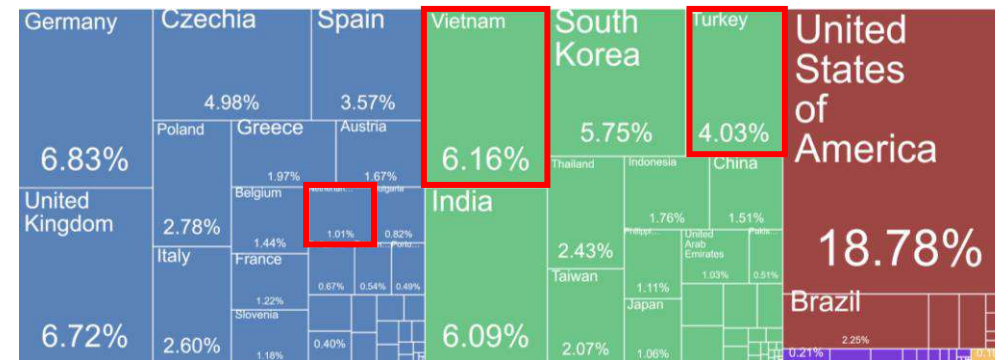 Germany
6.83%
United
Kingdom
6.72%
Czechia
4.98%
Spain
3.57%
Poland
2.78%
Italy
2.60%
Greece
1.97%
Austria
1.67%
Belgium
1.44%
France
1.22%
Slovenia
1.18%
1.01%
0.82%
0.67%
0.54%
0.49%
0.40%
Vietnam
6.16%
India
6.09%
South
Korea
5.75%
Turkey
4.03%
Thailand
2.43%
Taiwan
2.07%
Indonesia
1.76%
China
1.51%
Philippi...
1.11%
Japan
1.06%
United
Arab
Emirates
1.03%
Pakis...
0.51%
United
States
of
America
18.78%
Brazil
2.25%
0.21%